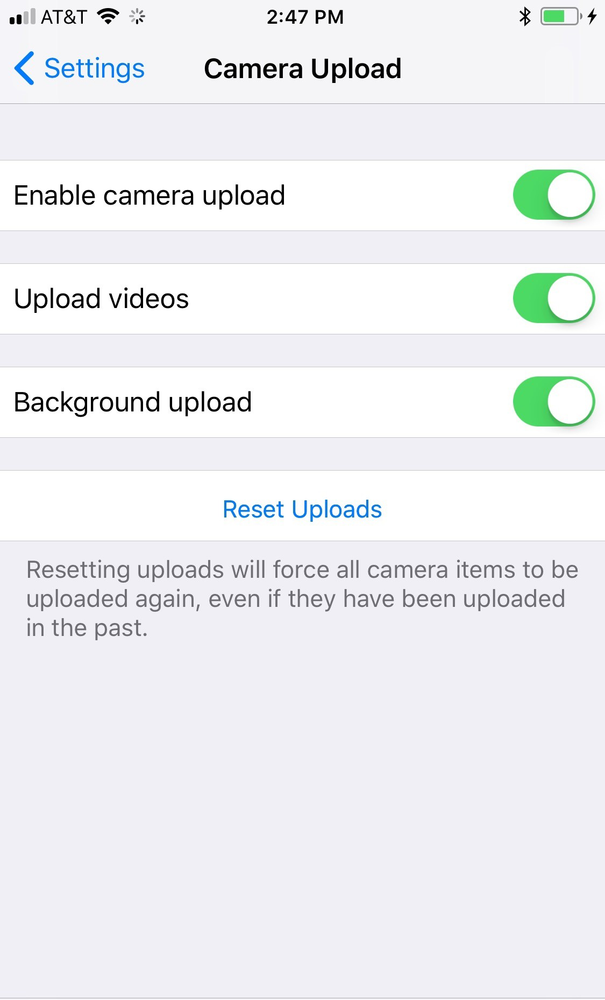 AT&T 2:47 PM
Settings Camera Upload
Enable camera upload
Upload videos
Background upload
Reset Uploads
Resetting uploads will force all camera items to be
uploaded again, even if they have been uploaded
in the past.